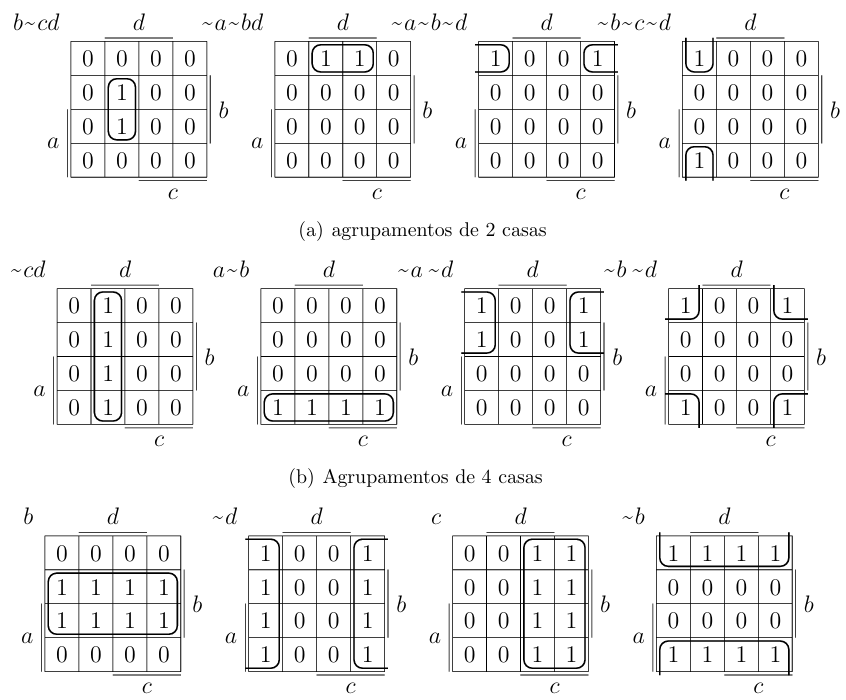 b~cd d ~a~bd d ~a~b~d d ~b~c~d d
0 0 0 0 0 1 1 0 1 0 0 1 1 0 0 0
0 1 0 0 0 0 0 0 0 0 0 0 0 0 0 0
b b b b
0 1 0 0 0 0 0 0 0 0 0 0 0 0 0 0
a a a a
0 0 0 0 0 0 0 0 0 0 0 0 1 0 0 0
c c c c
(a) agrupamentos de 2 casas
~cd d a~b d ~a ~d d ~b ~d d
0 1 0 0 0 0 0 0 1 0 0 1 1 0 0 1
0 1 0 0 0 0 0 0 1 0 0 1 0 0 0 0
b b b b
0 1 0 0 0 0 0 0 0 0 0 0 0 0 0 0
a a a a
0 1 0 0 1 1 1 1 0 0 0 0 1 0 0 1
c c c c
(b) Agrupamentos de 4 casas
b d ~d d c d ~b d
0 0 0 0 1 0 0 1 0 0 1 1 1 1 1 1
1 1 1 1 1 0 0 1 0 0 1 1 0 0 0 0
b b b b
1 1 1 1 1 0 0 1 0 0 1 1 0 0 0 0
a a a a
0 0 0 0 1 0 0 1 0 0 1 1 1 1 1 1
c c c c